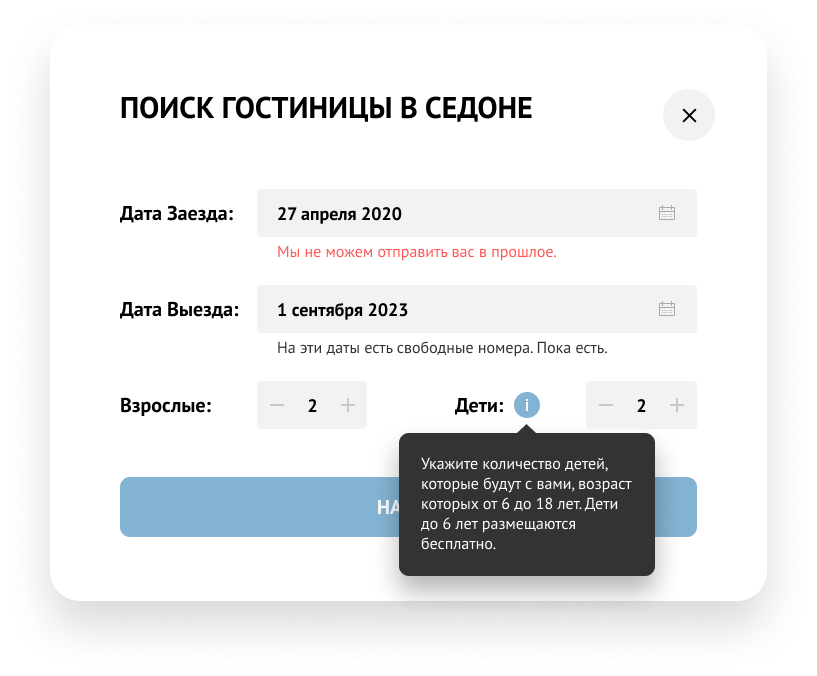 ПОИСК ГОСТИНИЦЫ В СЕДОНЕ
Дата Заезда: 27 апреля 2020
Мы не можем отправить вас в прошлое.
Дата Выезда: 1 сентября 2023
На эти даты есть свободные номера. Пока есть.
Взрослые: − 2 + Дети: i − 2 +
Укажите количество детей,
которые будут с вами, возраст
которых от 6 до 18 лет. Дети
до 6 лет размещаются
бесплатно.